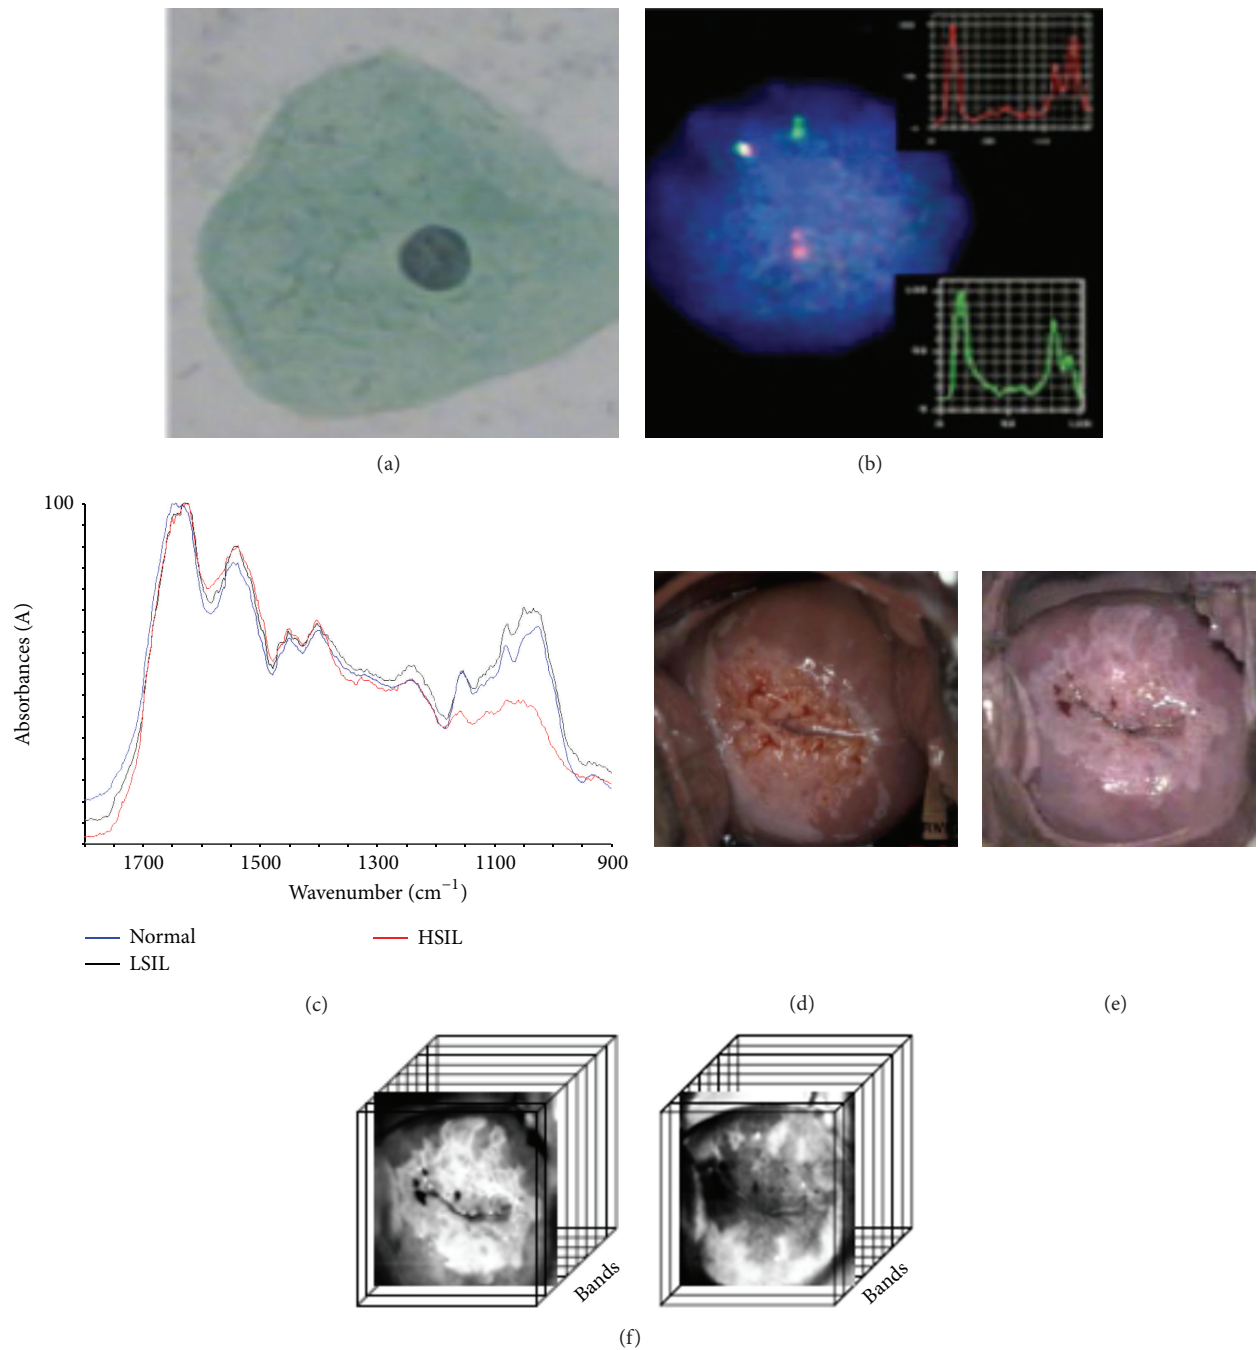 (a)
(b)
100
Absorbances (A)
1700
1500
1300
1100
900
Wavenumber (cm⁻¹)
Normal
HSIL
LSIL
(c)
(d)
(e)
Bands
Bands
(f)